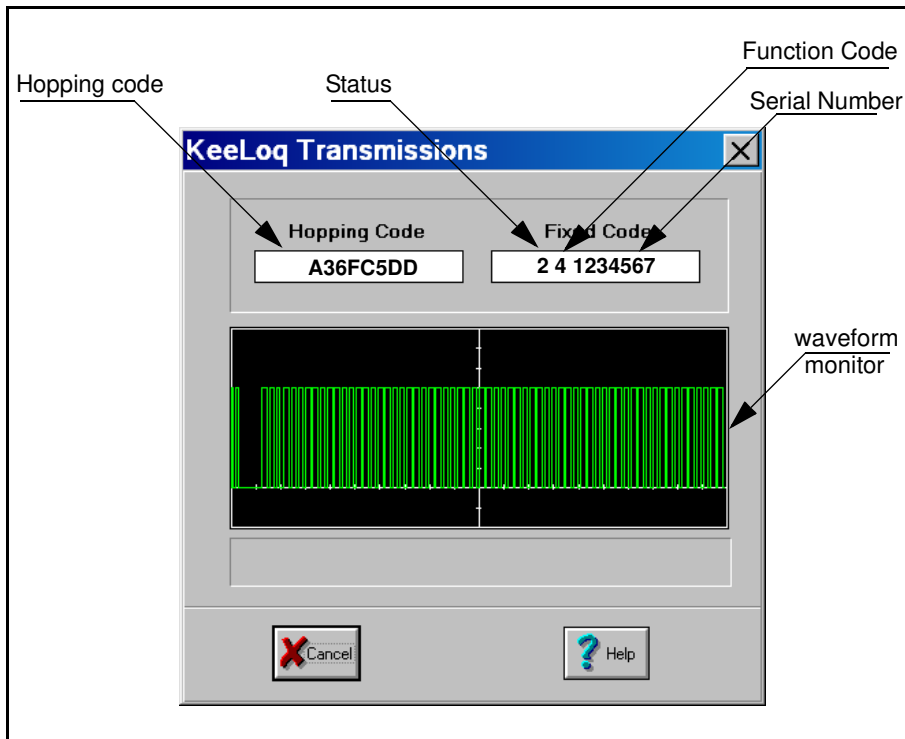 Function Code
Hopping code
Status
Serial Number
KeeLoq Transmissions
Hopping Code
Fixed Code
A36FC5DD
2 4 1234567
waveform
monitor
Cancel
Help